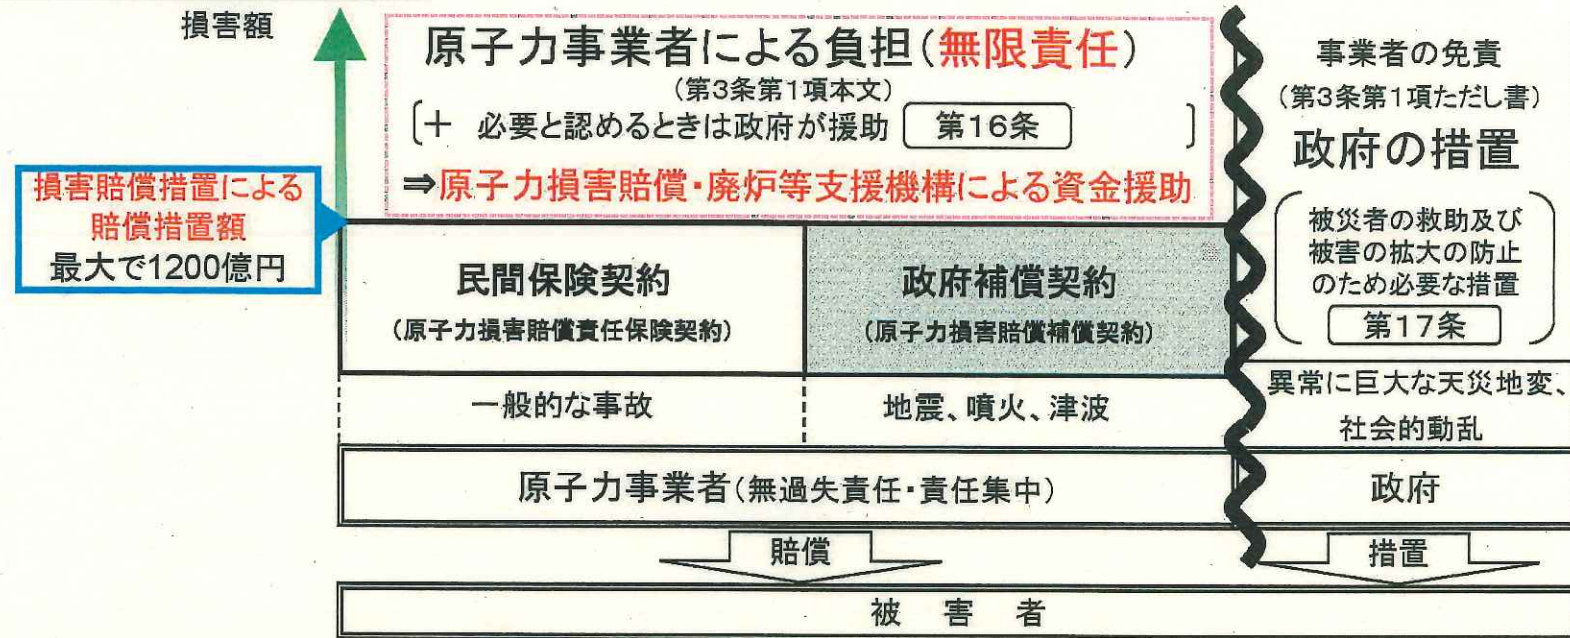 損害額
原子力事業者による負担(無限責任)
(第3条第1項本文)
〔+ 必要と認めるときは政府が援助 第16条 〕
⇒原子力損害賠償・廃炉等支援機構による資金援助
事業者の免責
(第3条第1項ただし書)
政府の措置
被災者の救助及び
被害の拡大の防止
のため必要な措置
第17条
損害賠償措置による
賠償措置額
最大で1200億円
民間保険契約
(原子力損害賠償責任保険契約)
政府補償契約
(原子力損害賠償補償契約)
一般的な事故
地震、噴火、津波
異常に巨大な天災地変、
社会的動乱
原子力事業者(無過失責任・責任集中)
政府
賠償
措置
被 害 者